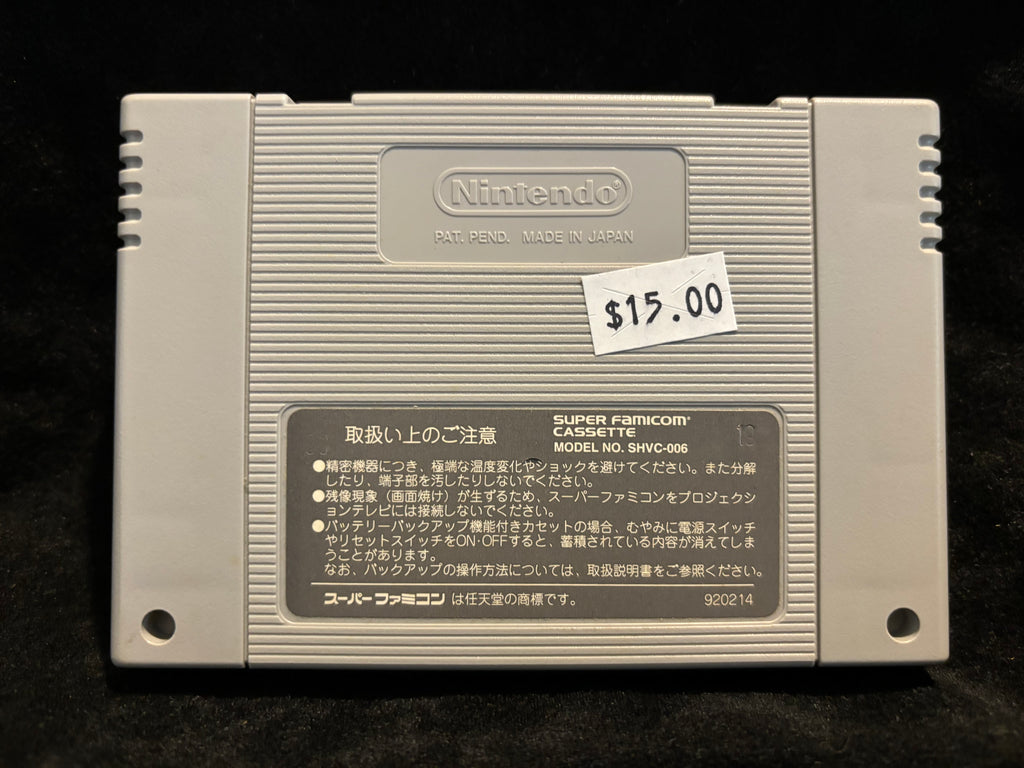 Nintendo®
PAT. PEND. MADE IN JAPAN
$15.00
取扱い上のご注意
SUPER FAMICOM®
CASSETTE
MODEL NO. SHVC-006
●精密機器につき、極端な温度変化やショックを避けてください。また分解
したり、端子部を汚したりしないでください。
●残像現象(画面焼け)が生ずるため、スーパーファミコンをプロジェクシ
ョンテレビには接続しないでください。
●バッテリーバックアップ機能付きカセットの場合、むやみに電源スイッチ
やリセットスイッチをON・OFFすると、蓄積されている内容が消えてしま
うことがあります。
なお、バックアップの操作方法については、取扱説明書をご参照ください。
スーパーファミコン は任天堂の商標です。
920214